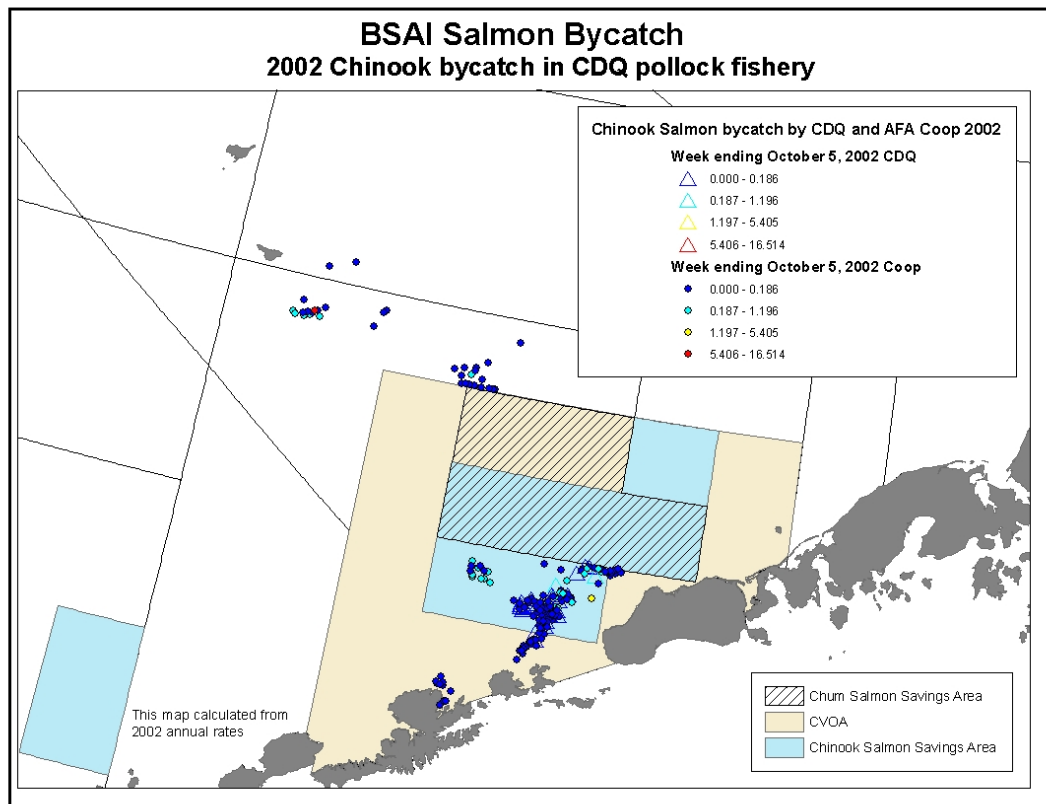 BSAI Salmon Bycatch
2002 Chinook bycatch in CDQ pollock fishery
Chinook Salmon bycatch by CDQ and AFA Coop 2002
Week ending October 5, 2002 CDQ
0.000 - 0.186
0.187 - 1.196
1.197 - 5.405
5.406 - 16.514
Week ending October 5, 2002 Coop
0.000 - 0.186
0.187 - 1.196
1.197 - 5.405
5.406 - 16.514
This map calculated from
2002 annual rates
Chum Salmon Savings Area
CVOA
Chinook Salmon Savings Area